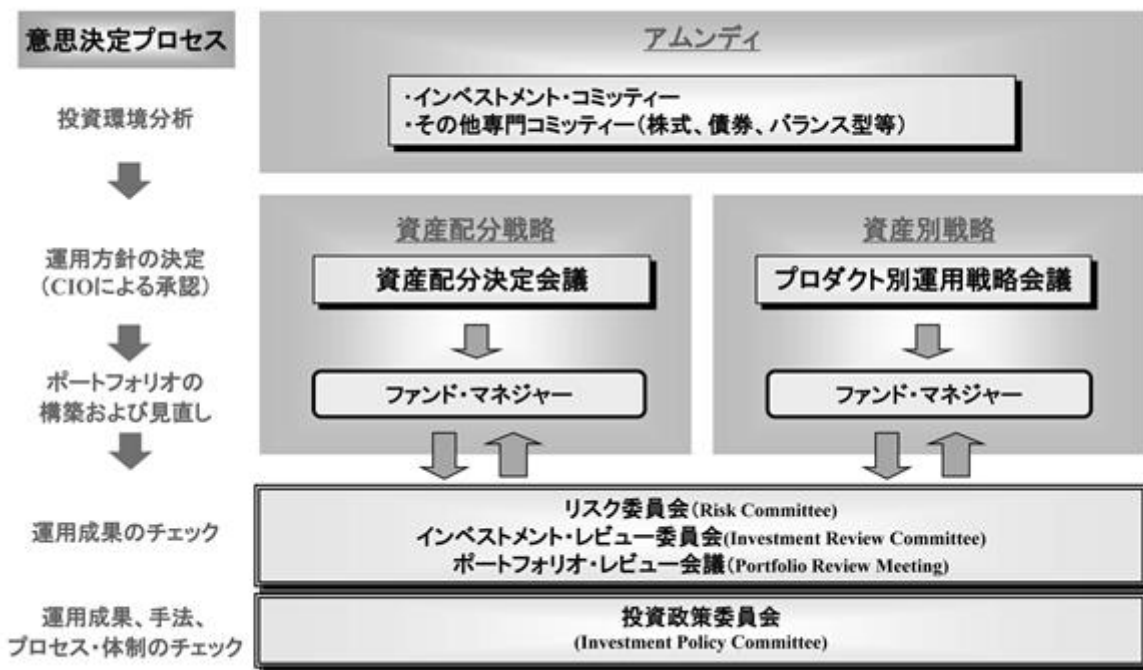 意思決定プロセス
アムンディ
・インベストメント・コミッティー
・その他専門コミッティー(株式、債券、バランス型等)
投資環境分析
資産配分戦略
資産別戦略
運用方針の決定
(CIOによる承認)
資産配分決定会議
プロダクト別運用戦略会議
ポートフォリオの
構築および見直し
ファンド・マネジャー
ファンド・マネジャー
運用成果のチェック
リスク委員会(Risk Committee)
インベストメント・レビュー委員会(Investment Review Committee)
ポートフォリオ・レビュー会議(Portfolio Review Meeting)
運用成果、手法、
プロセス・体制のチェック
投資政策委員会
(Investment Policy Committee)